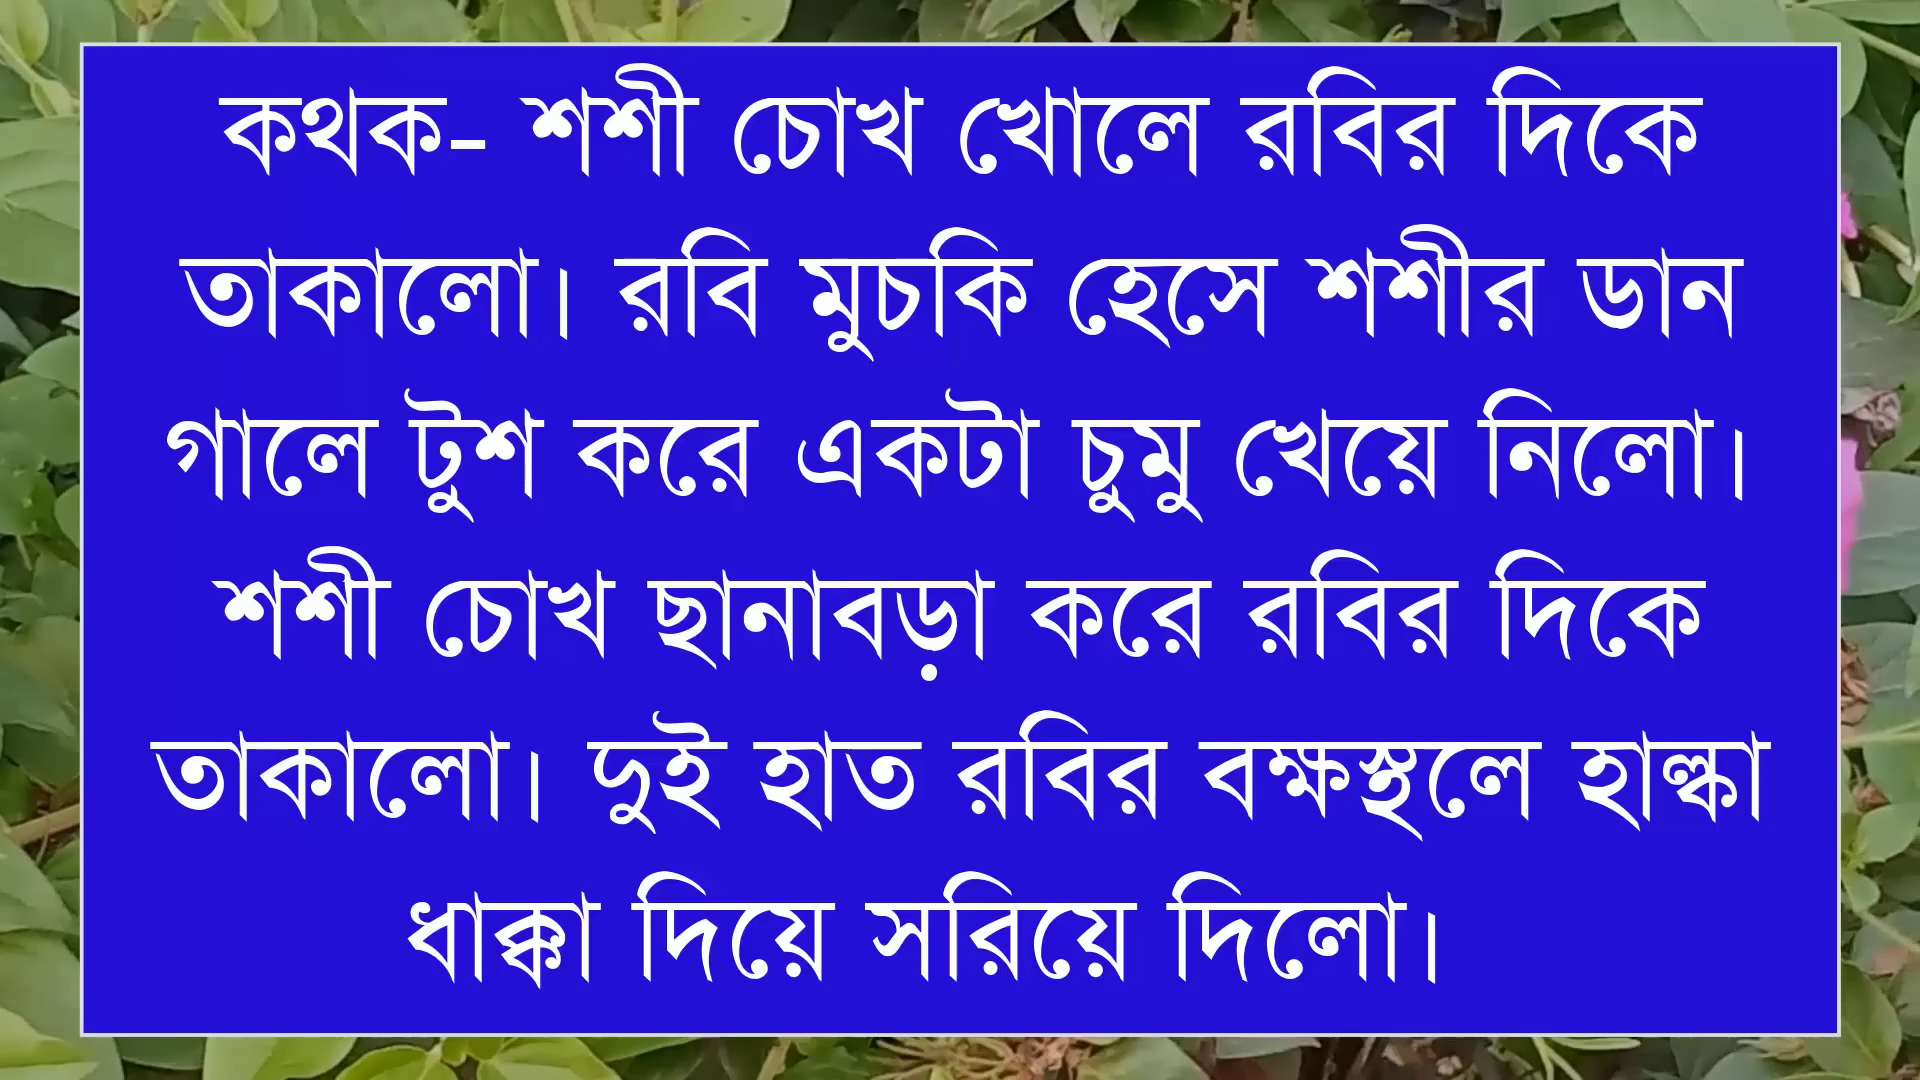 কথক- শশী চোখ খোলে রবির দিকে
তাকালো। রবি মুচকি হেসে শশীর ডান
গালে টুশ করে একটা চুমু খেয়ে নিলো।
শশী চোখ ছানাবড়া করে রবির দিকে
তাকালো। দুই হাত রবির বক্ষস্থলে হাল্কা
ধাক্কা দিয়ে সরিয়ে দিলো।